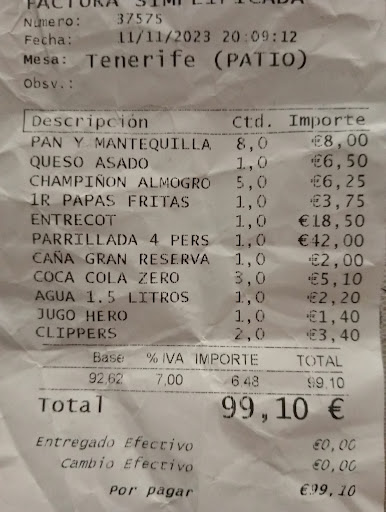 FACTURA SIMPLIFICADA
Numero: 37575
Fecha: 11/11/2023 20:09:12
Mesa: Tenerife (PATIO)
Obsv.:
Descripción Ctd. Importe
PAN Y MANTEQUILLA 8,0 €8,00
QUESO ASADO 1,0 €6,50
CHAMPIÑON ALMOGRO 5,0 €6,25
1R PAPAS FRITAS 1,0 €3,75
ENTRECOT 1,0 €18,50
PARRILLADA 4 PERS 1,0 €42,00
CAÑA GRAN RESERVA 1,0 €2,00
COCA COLA ZERO 3,0 €5,10
AGUA 1.5 LITROS 1,0 €2,20
JUGO HERO 1,0 €1,40
CLIPPERS 2,0 €3,40
Base % IVA IMPORTE TOTAL
92,62 7,00 6,48 99,10
Total 99,10 €
Entregado Efectivo €0,00
Cambio Efectivo €0,00
Por pagar €99,10